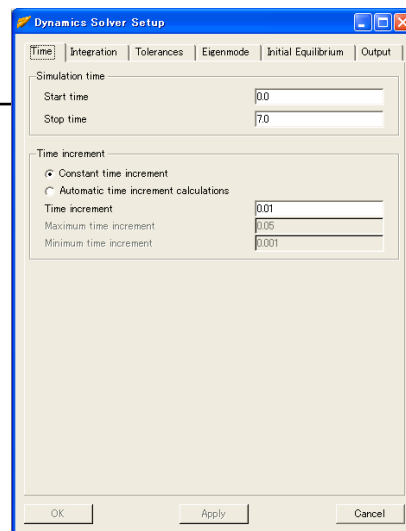 Dynamics Solver Setup
Time Integration Tolerances Eigenmode Initial Equilibrium Output
Simulation time
Start time 0.0
Stop time 7.0
Time increment
Constant time increment
Automatic time increment calculations
Time increment 0.01
Maximum time increment 0.05
Minimum time increment 0.001
OK Apply Cancel